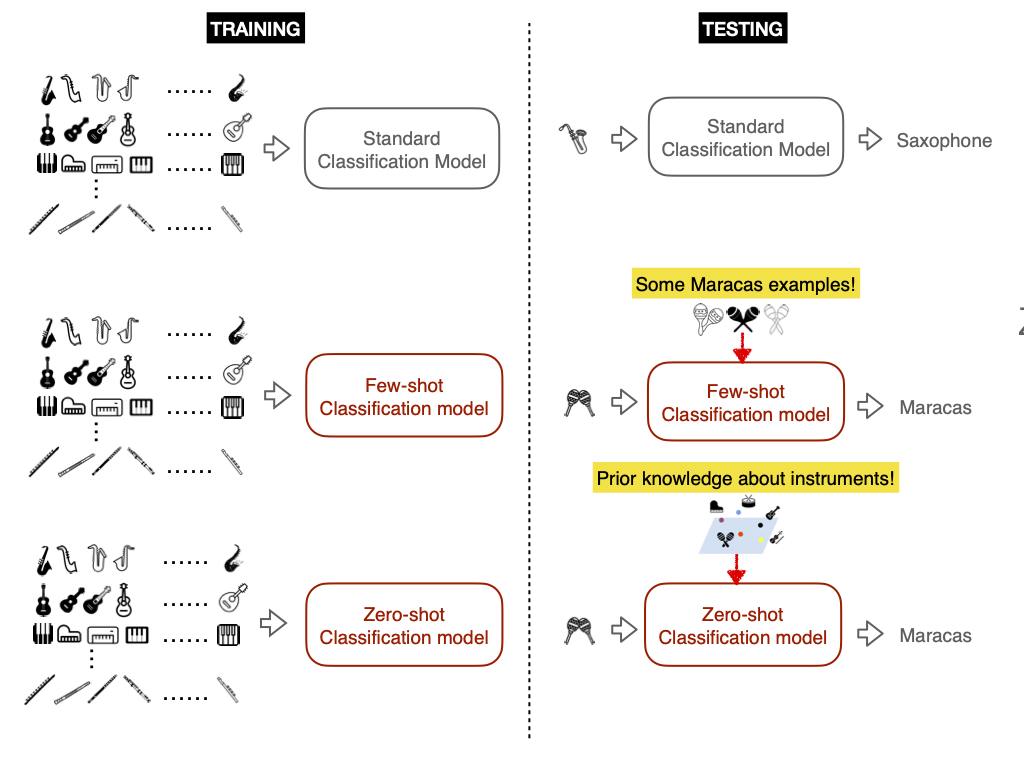 TRAINING
TESTING
Standard
Classification Model
Standard
Classification Model
Saxophone
Some Maracas examples!
Few-shot
Classification model
Few-shot
Classification model
Maracas
Prior knowledge about instruments!
Zero-shot
Classification model
Zero-shot
Classification model
Maracas